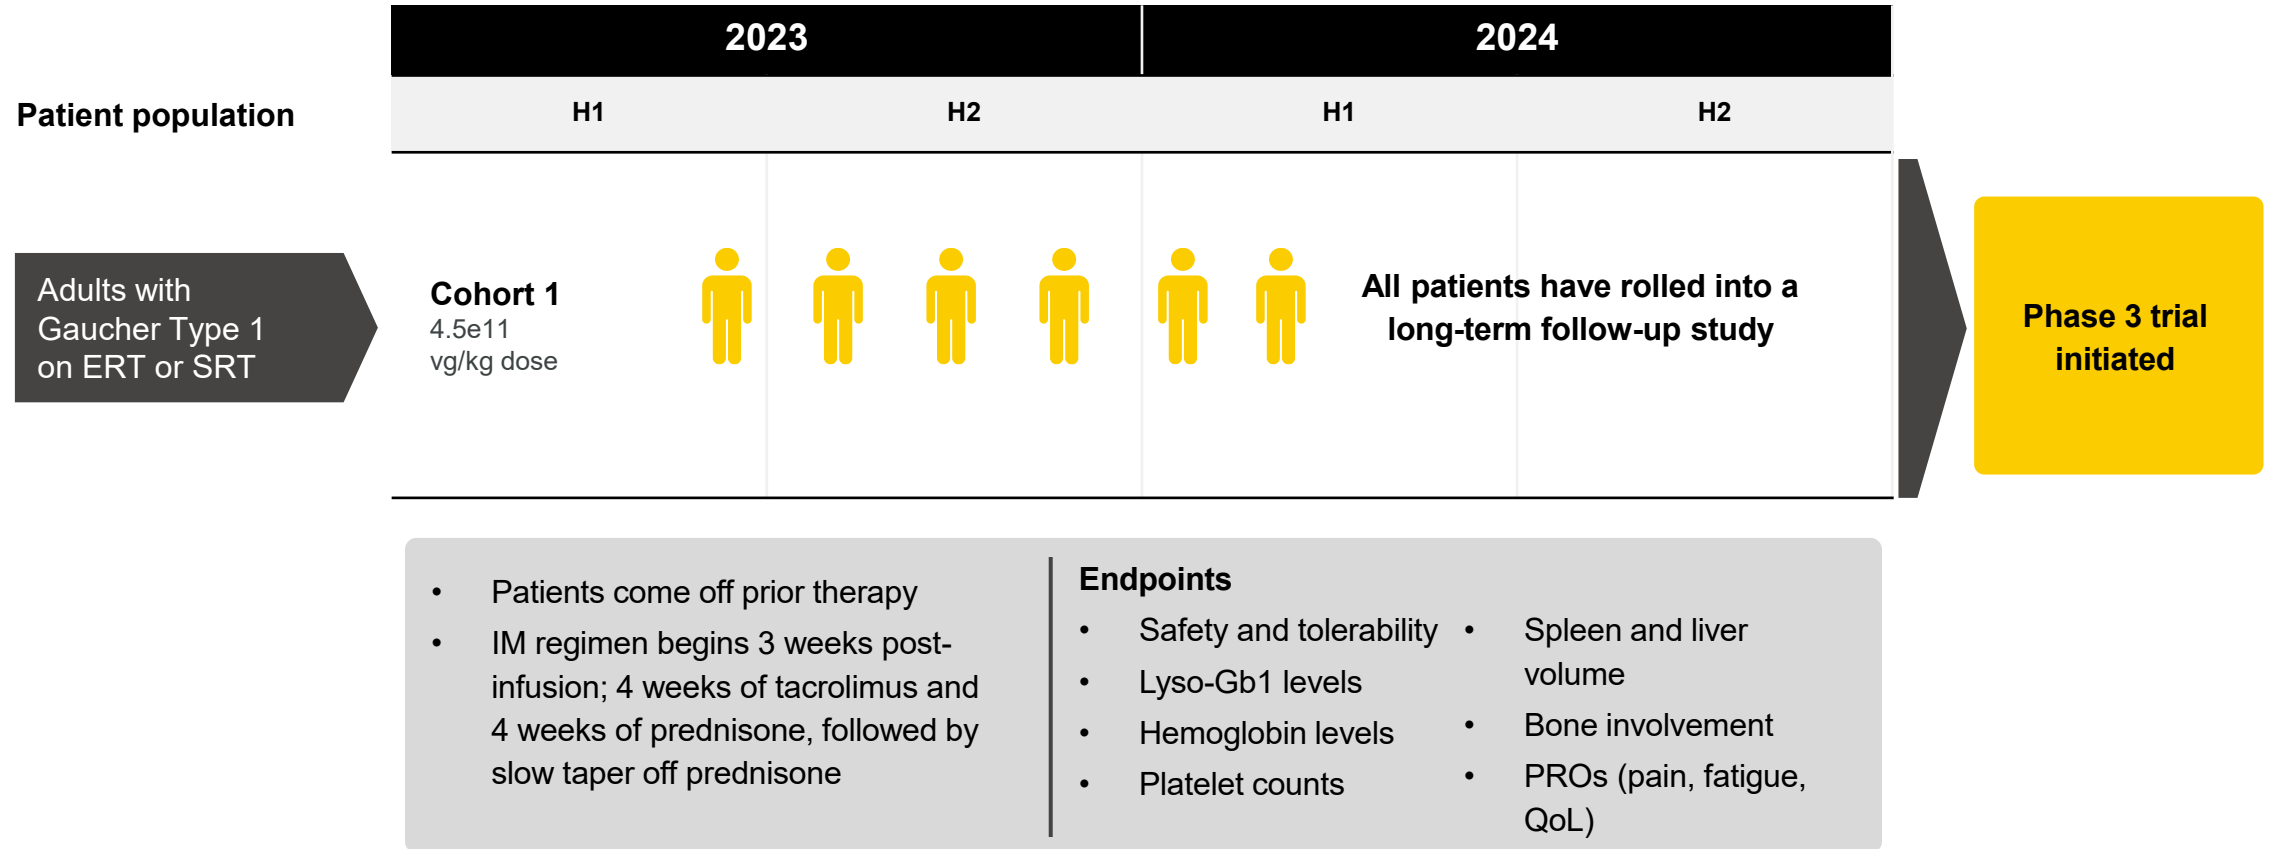 2023
2024
Patient population
H1
H2
H1
H2
Adults with
Gaucher Type 1
on ERT or SRT
Cohort 1
4.5e11
vg/kg dose
All patients have rolled into a
long-term follow-up study
Phase 3 trial
initiated
• Patients come off prior therapy
• IM regimen begins 3 weeks post-
infusion; 4 weeks of tacrolimus and
4 weeks of prednisone, followed by
slow taper off prednisone
Endpoints
• Safety and tolerability
• Lyso-Gb1 levels
• Hemoglobin levels
• Platelet counts
• Spleen and liver
volume
• Bone involvement
• PROs (pain, fatigue,
QoL)